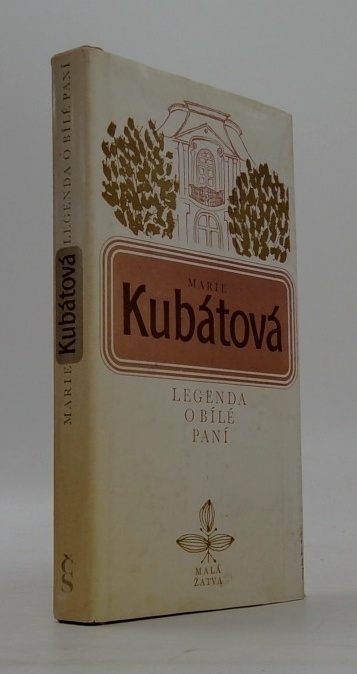 MARIE
Kubátová
LEGENDA
O BÍLÉ
PANÍ
MALÁ
ŽATVA
MARIE Kubátová LEGENDA O BÍLÉ PANÍ